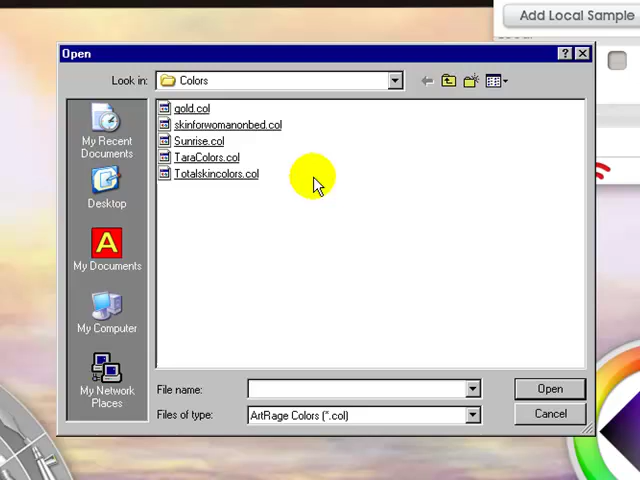 Add Local Sample
Open
Look in:
Colors
gold.col
skinforwomanonbed.col
Sunrise.col
TaraColors.col
Totalskincolors.col
My Recent
Documents
Desktop
A
My Documents
My Computer
My Network
Places
File name:
Open
Files of type:
ArtRage Colors (*.col)
Cancel